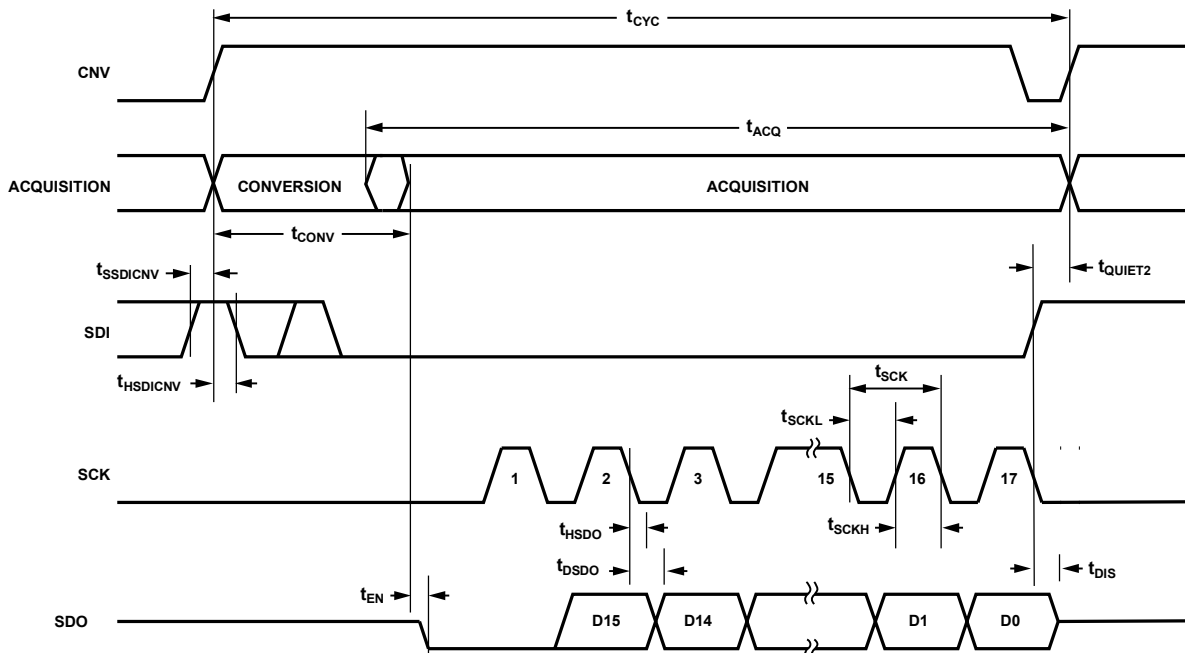 tCYC
CNV
tACQ
ACQUISITION
CONVERSION
ACQUISITION
tCONV
tSSDICNV
tQUIET2
SDI
tHSDICNV
tSCK
tSCKL
SCK
1
2
3
15
16
17
tHSDO
tSCKH
tDSDO
tDIS
tEN
SDO
D15
D14
D1
D0